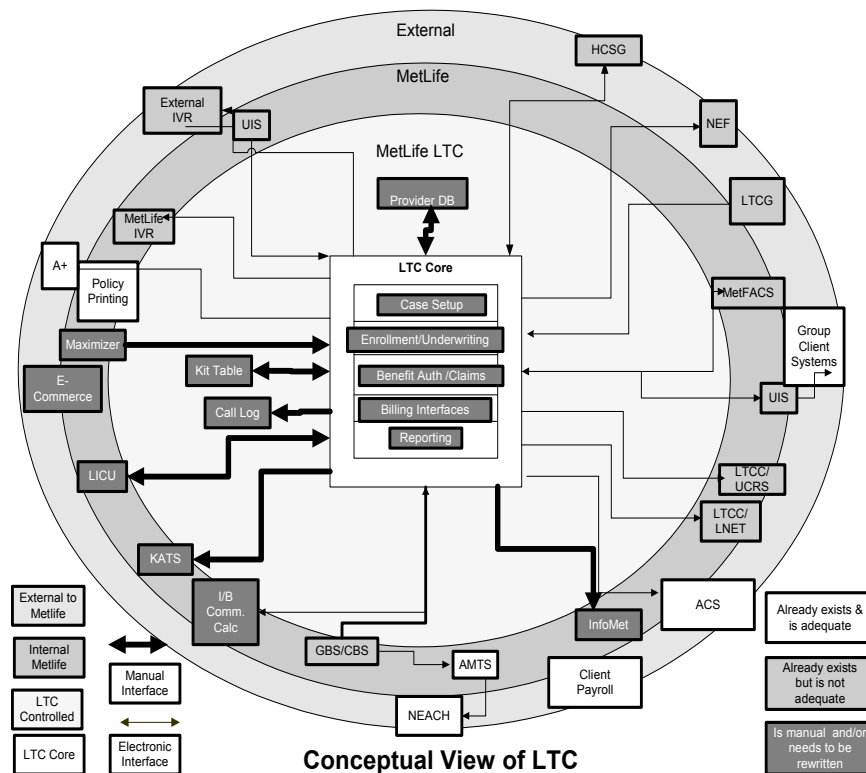 External
HCSG
MetLife
External
IVR
UIS
NEF
MetLife LTC
Provider DB
LTCG
MetLife
IVR
A+
Policy
Printing
LTC Core
Case Setup
MetFACS
Maximizer
Enrollment/Underwriting
Group
Client
Systems
E-
Commerce
Kit Table
Benefit Auth /Claims
UIS
Call Log
Billing Interfaces
Reporting
LICU
LTCC/
UCRS
LTCC/
LNET
KATS
I/B
Comm.
Calc
InfoMet
ACS
GBS/CBS
AMTS
Client
Payroll
NEACH
External to
Metlife
Internal
Metlife
LTC
Controlled
LTC Core
Manual
Interface
Electronic
Interface
Already exists &
is adequate
Already exists
but is not
adequate
Is manual and/or
needs to be
rewritten
Conceptual View of LTC